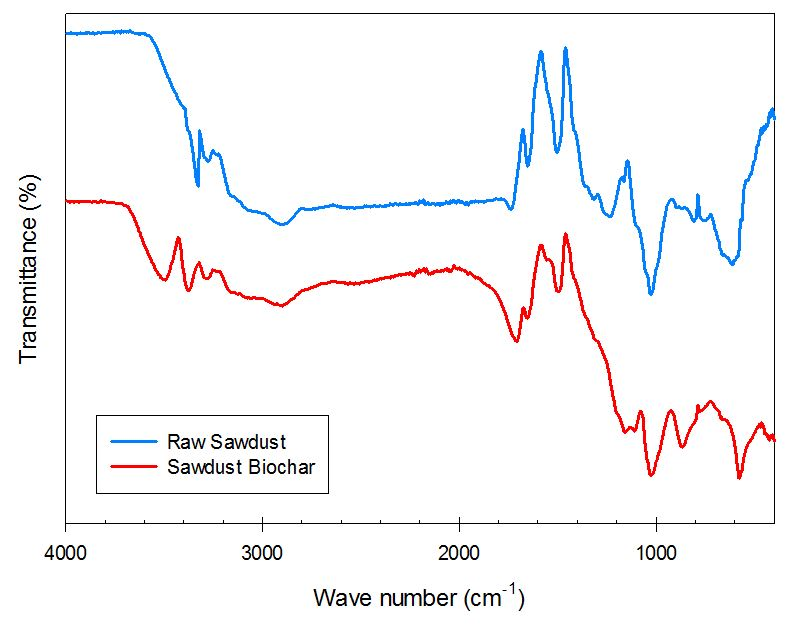 Transmittance (%)
Raw Sawdust
Sawdust Biochar
4000 3000 2000 1000
Wave number (cm⁻¹)